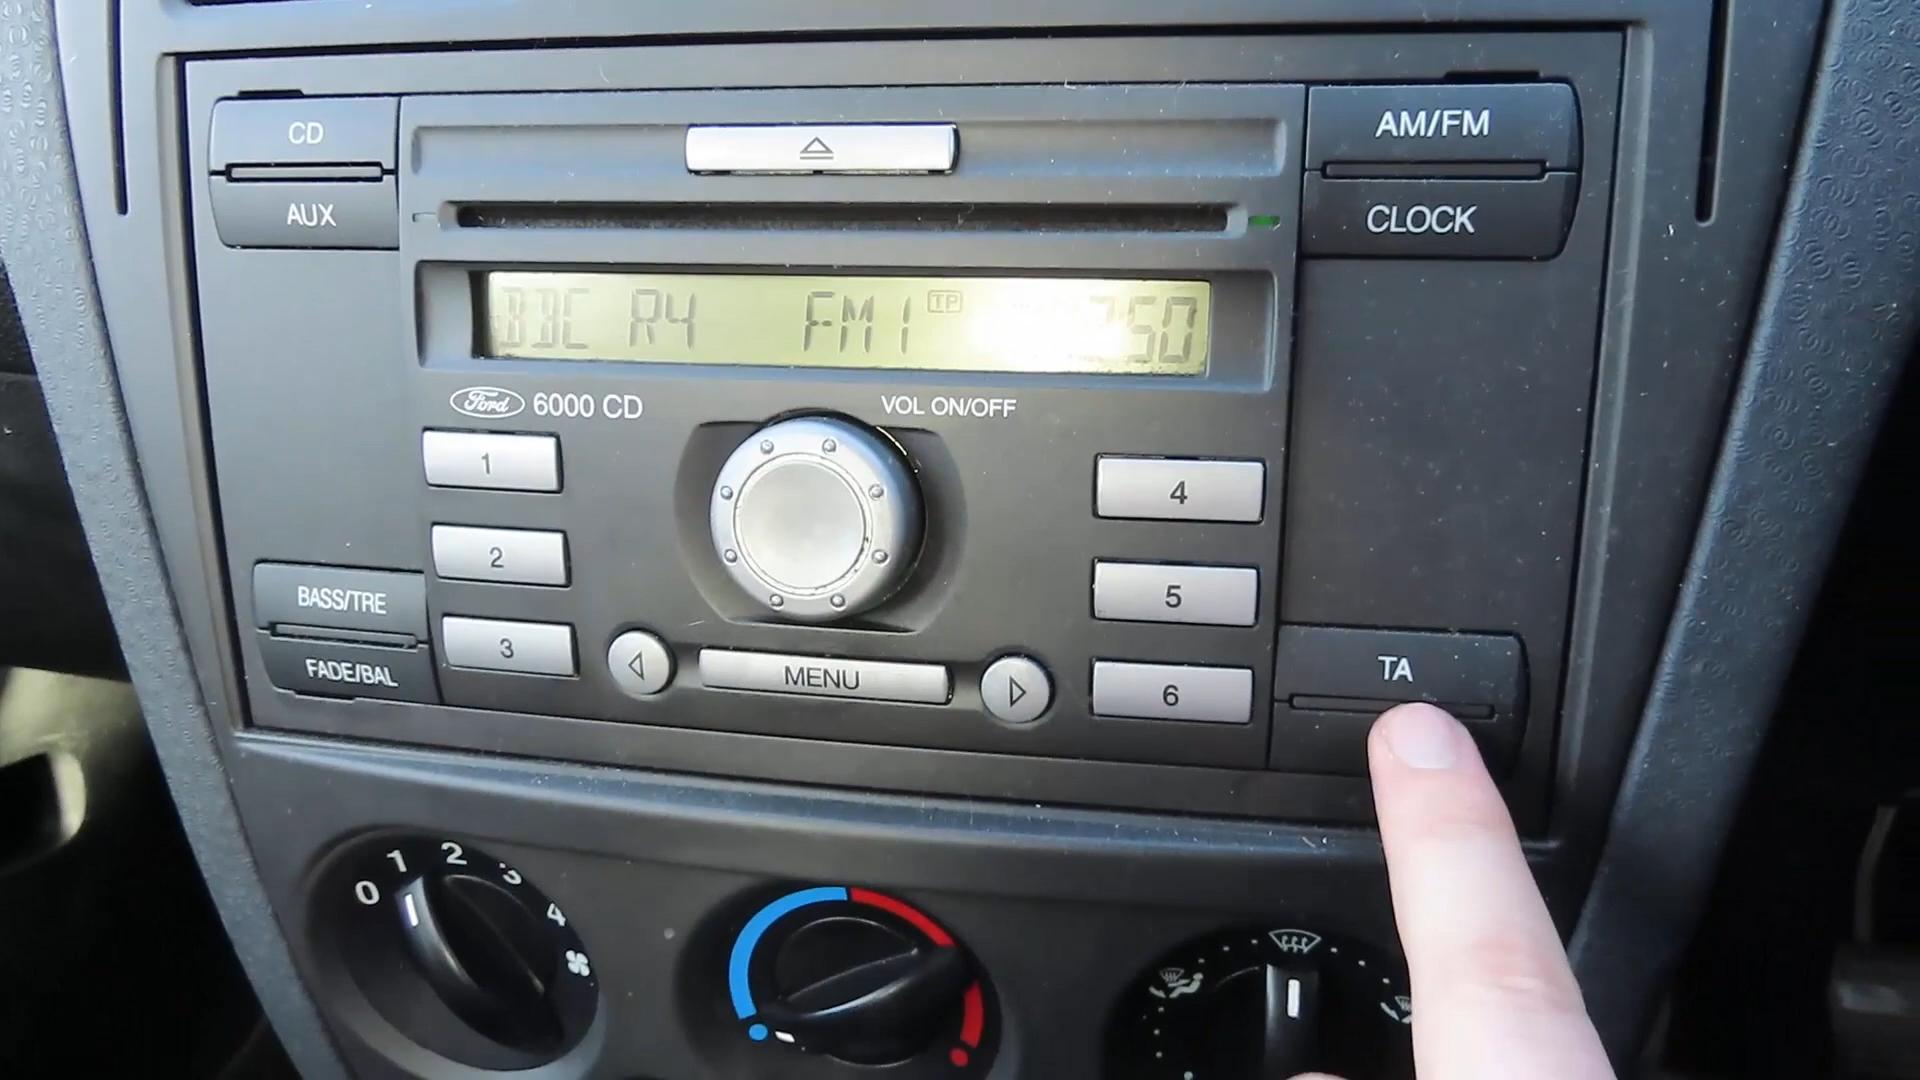 CD
AUX
AM/FM
CLOCK
BBC R4 FM1 TP
Ford 6000 CD
VOL ON/OFF
1
2
3
4
5
6
BASS/TRE
FADE/BAL
MENU
TA
0 1 2 3 4